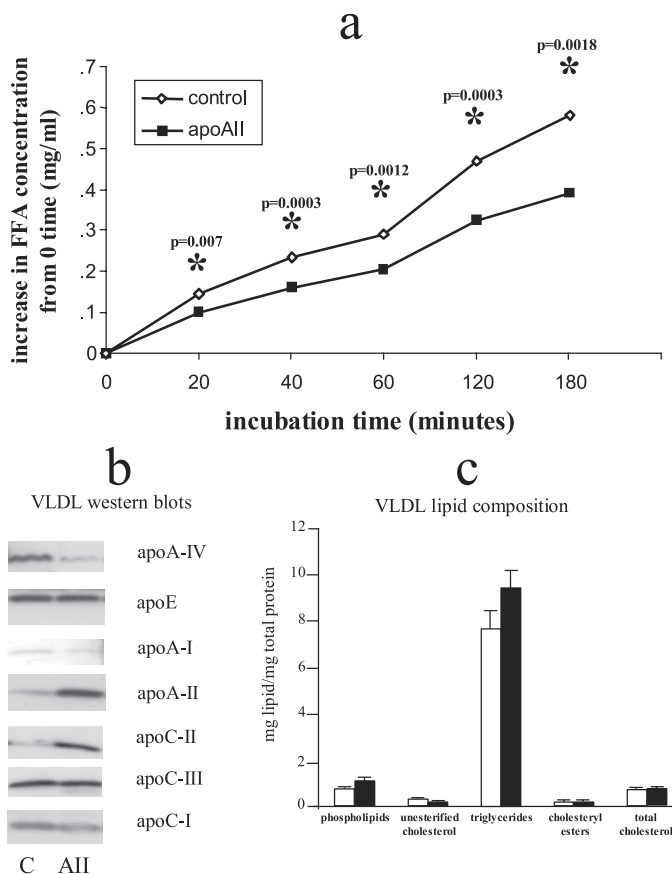 a
p=0.0018
.7
control
apoAII
p=0.0003
.6
.5
p=0.0012
.4
p=0.0003
.3
p=0.007
.2
.1
0
increase in FFA concentration
from 0 time (mg/ml)
0 20 40 60 120 180
incubation time (minutes)
b
VLDL western blots
apoA-IV
apoE
apoA-I
apoA-II
apoC-II
apoC-III
apoC-I
C AII
c
VLDL lipid composition
12
10
8
6
4
2
0
mg lipid/mg total protein
phospholipids unesterified triglycerides cholesteryl total
cholesterol esters cholesterol